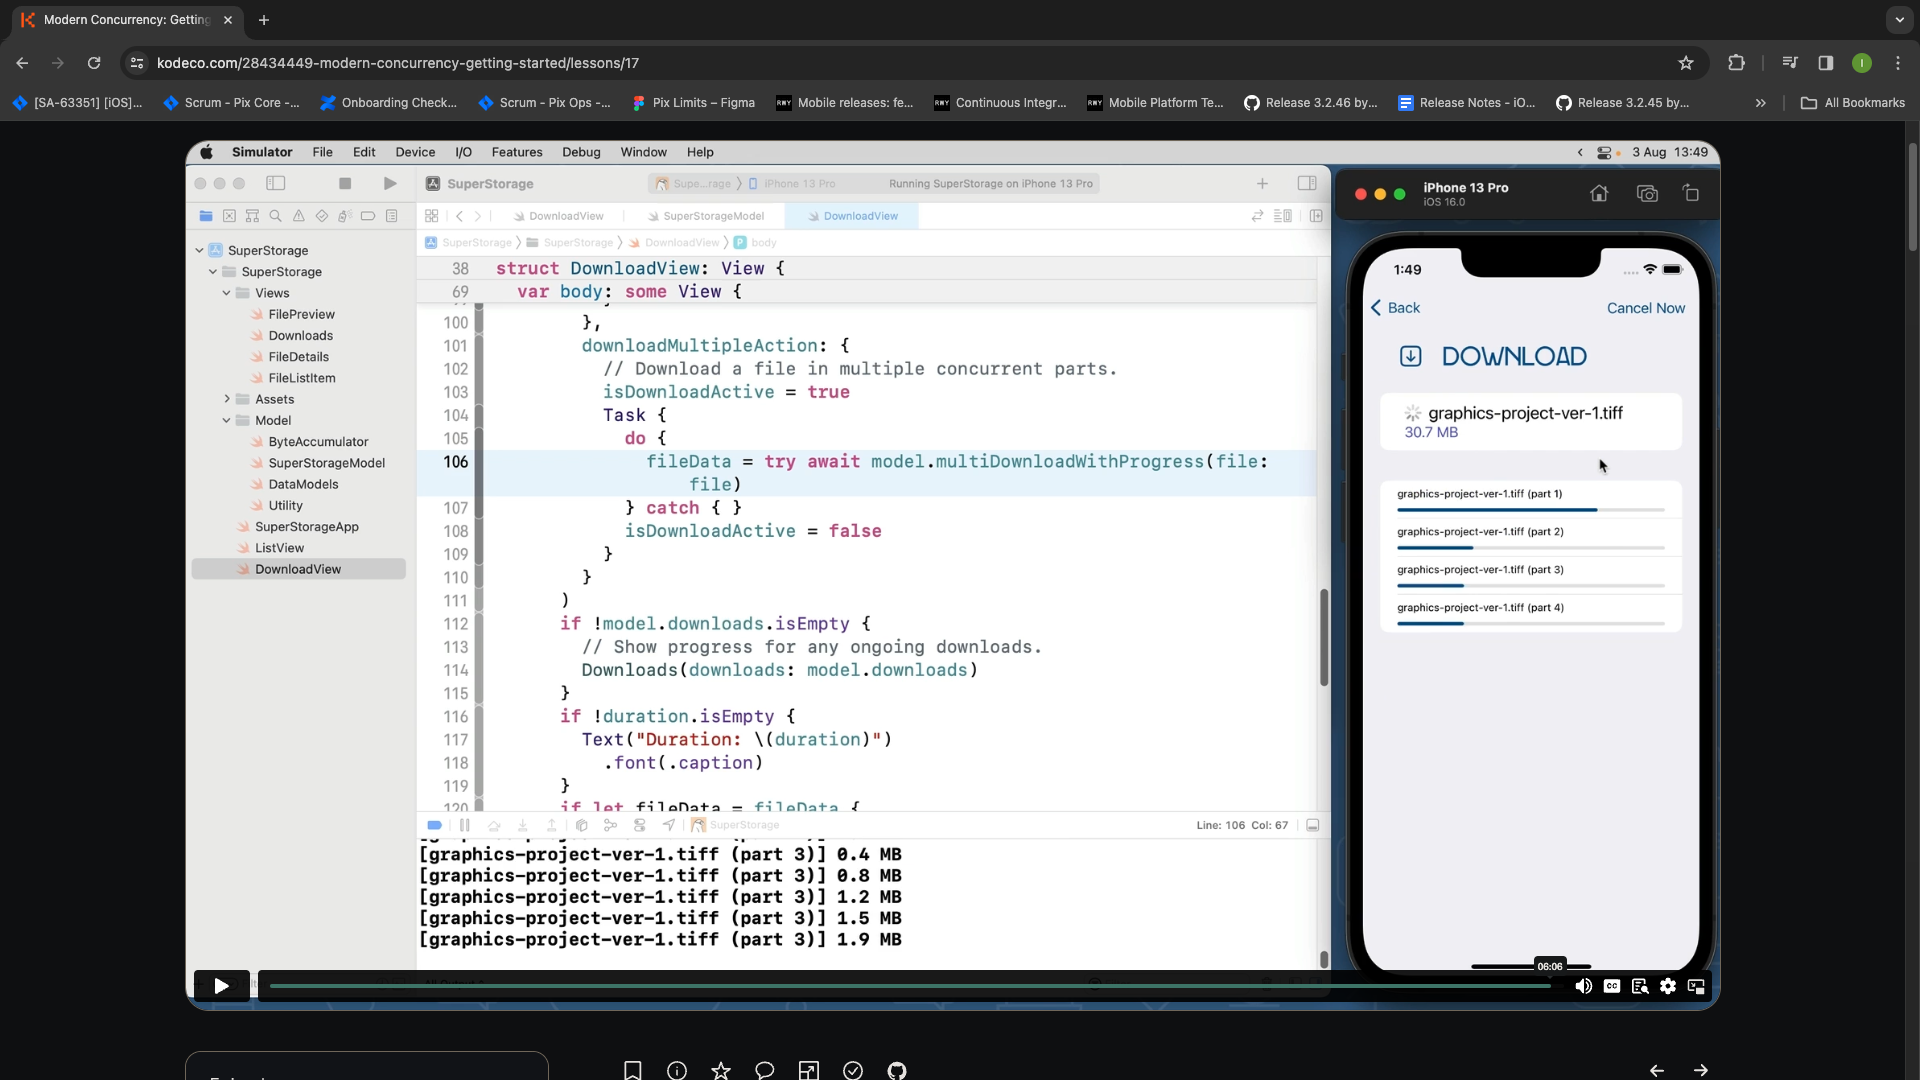 Modern Concurrency: Getting
kodeco.com/28434449-modern-concurrency-getting-started/lessons/17
I
[SA-63351] [iOS]...
Scrum - Pix Core -...
Onboarding Check...
Scrum - Pix Ops -...
Pix Limits – Figma
Mobile releases: fe...
Continuous Integr...
Mobile Platform Te...
Release 3.2.46 by...
Release Notes - iO...
Release 3.2.45 by...
All Bookmarks
Simulator File Edit Device I/O Features Debug Window Help
3 Aug 13:49
SuperStorage
Supe...rage
iPhone 13 Pro
Running SuperStorage on iPhone 13 Pro
DownloadView
SuperStorageModel
DownloadView
SuperStorage
SuperStorage
DownloadView
P body
SuperStorage
SuperStorage
Views
FilePreview
Downloads
FileDetails
FileListItem
Assets
Model
ByteAccumulator
SuperStorageModel
DataModels
Utility
SuperStorageApp
ListView
DownloadView
38 struct DownloadView: View {
69 var body: some View {
100 },
101 downloadMultipleAction: {
102 // Download a file in multiple concurrent parts.
103 isDownloadActive = true
104 Task {
105 do {
106 fileData = try await model.multiDownloadWithProgress(file:
file)
107 } catch { }
108 isDownloadActive = false
109 }
110 }
111 )
112 if !model.downloads.isEmpty {
113 // Show progress for any ongoing downloads.
114 Downloads(downloads: model.downloads)
115 }
116 if !duration.isEmpty {
117 Text("Duration: \(duration)")
118 .font(.caption)
119 }
120 if let fileData = fileData {
SuperStorage
Line: 106 Col: 67
[graphics-project-ver-1.tiff (part 3)] 0.4 MB
[graphics-project-ver-1.tiff (part 3)] 0.8 MB
[graphics-project-ver-1.tiff (part 3)] 1.2 MB
[graphics-project-ver-1.tiff (part 3)] 1.5 MB
[graphics-project-ver-1.tiff (part 3)] 1.9 MB
iPhone 13 Pro
iOS 16.0
1:49
Back
Cancel Now
DOWNLOAD
graphics-project-ver-1.tiff
30.7 MB
graphics-project-ver-1.tiff (part 1)
graphics-project-ver-1.tiff (part 2)
graphics-project-ver-1.tiff (part 3)
graphics-project-ver-1.tiff (part 4)
06:06
CC